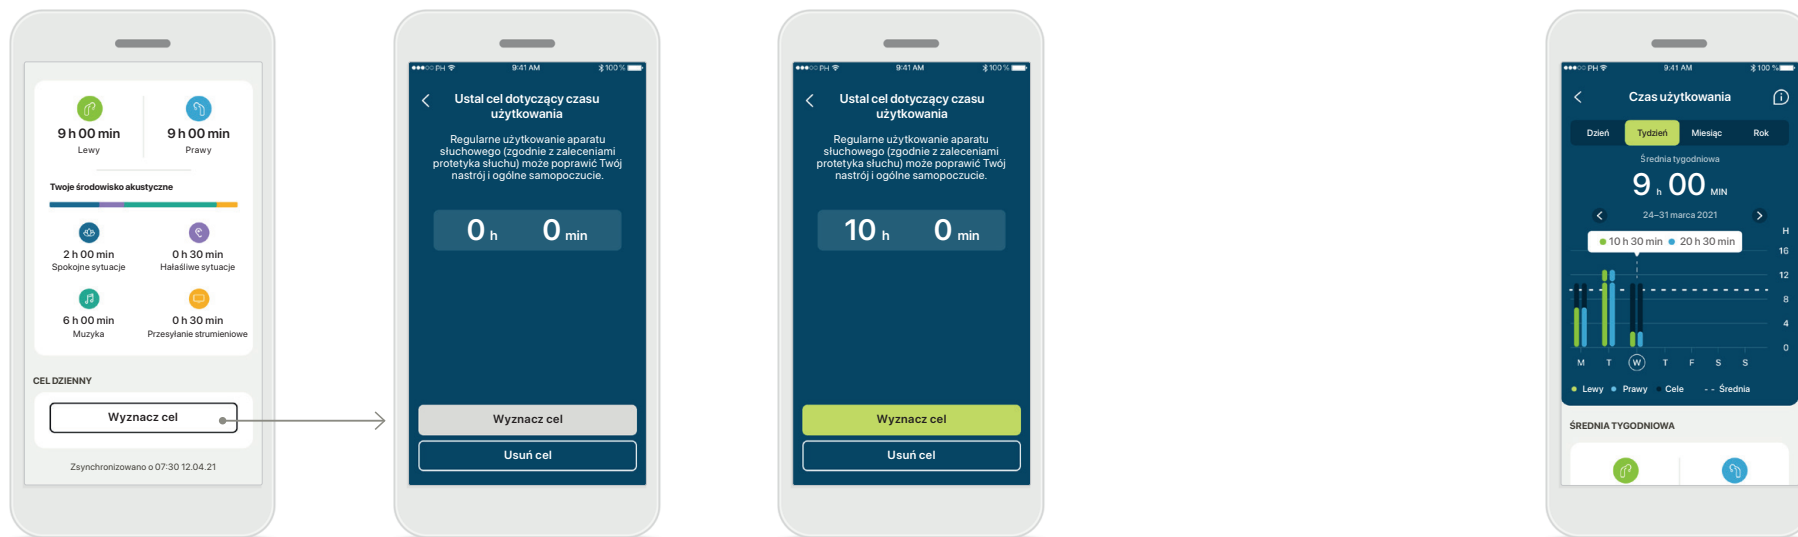 9 h 00 min
9 h 00 min
Lewy
Prawy
Twoje środowisko akustyczne
2 h 00 min
0 h 30 min
Spokojne sytuacje
Hałaśliwe sytuacje
6 h 00 min
0 h 30 min
Muzyka
Przesyłanie strumieniowe
CEL DZIENNY
Wyznacz cel
Zsynchronizowano o 07:30 12.04.21
PH 9:41 AM 100 %
Ustal cel dotyczący czasu
użytkowania
Regularne użytkowanie aparatu
słuchowego (zgodnie z zaleceniami
protetyka słuchu) może poprawić Twój
nastrój i ogólne samopoczucie.
0 h 0 min
Wyznacz cel
Usuń cel
PH 9:41 AM 100 %
Ustal cel dotyczący czasu
użytkowania
Regularne użytkowanie aparatu
słuchowego (zgodnie z zaleceniami
protetyka słuchu) może poprawić Twój
nastrój i ogólne samopoczucie.
10 h 0 min
Wyznacz cel
Usuń cel
PH 9:41 AM 100 %
Czas użytkowania
Dzień Tydzień Miesiąc Rok
Średnia tygodniowa
9 h 00 MIN
24–31 marca 2021
H
10 h 30 min 20 h 30 min
16
12
8
4
0
M T W T F S S
Lewy Prawy Cele - - Średnia
ŚREDNIA TYGODNIOWA